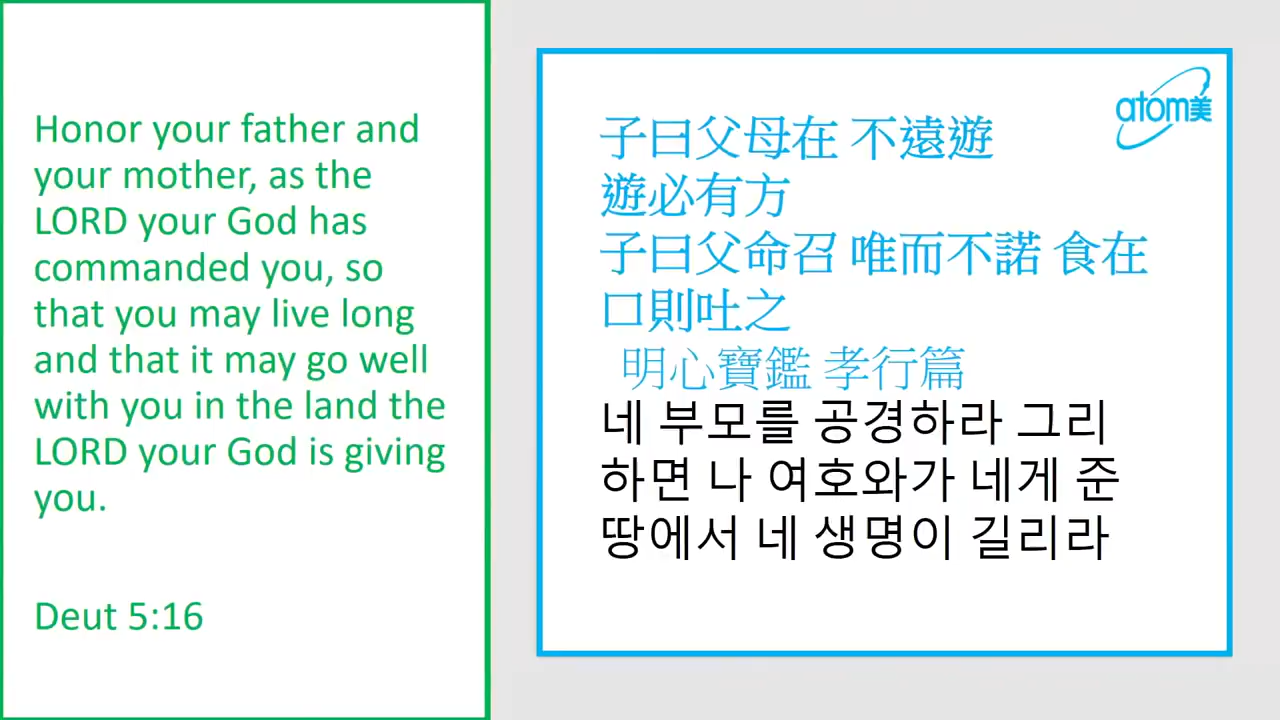 Honor your father and
your mother, as the
LORD your God has
commanded you, so
that you may live long
and that it may go well
with you in the land the
LORD your God is giving
you.
Deut 5:16
atom美
子曰父母在 不遠遊
遊必有方
子曰父命召 唯而不諾 食在
口則吐之
明心寶鑑 孝行篇
네 부모를 공경하라 그리
하면 나 여호와가 네게 준
땅에서 네 생명이 길리라